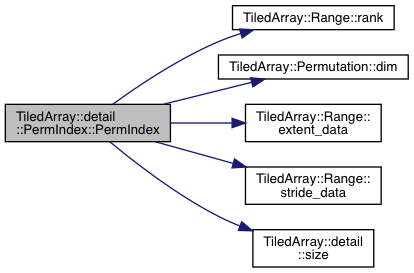 TiledArray::detail
::PermIndex::PermIndex
TiledArray::Range::rank
TiledArray::Permutation::dim
TiledArray::Range::
extent_data
TiledArray::Range::
stride_data
TiledArray::detail
::size